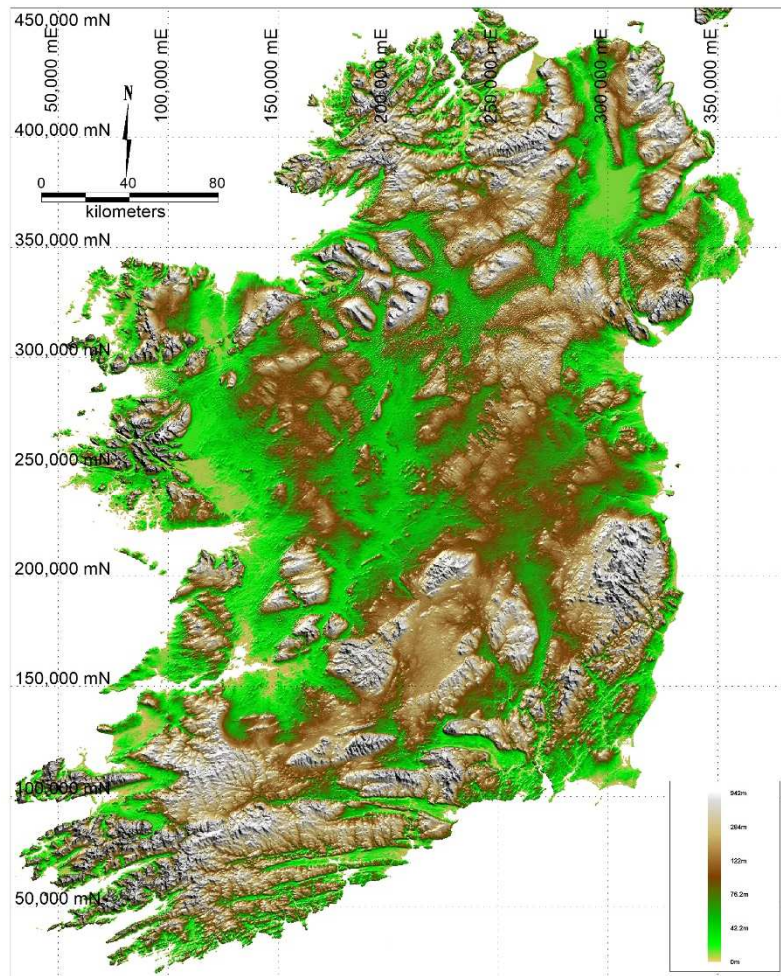 450,000 mN
50,000 mE
100,000 mE
150,000 mE
200,000 mE
250,000 mE
300,000 mE
350,000 mE
N
400,000 mN
0 40 80
kilometers
350,000 mN
300,000 mN
250,000 mN
200,000 mN
150,000 mN
100,000 mN
50,000 mN
942m
284m
122m
76.2m
42.2m
0m